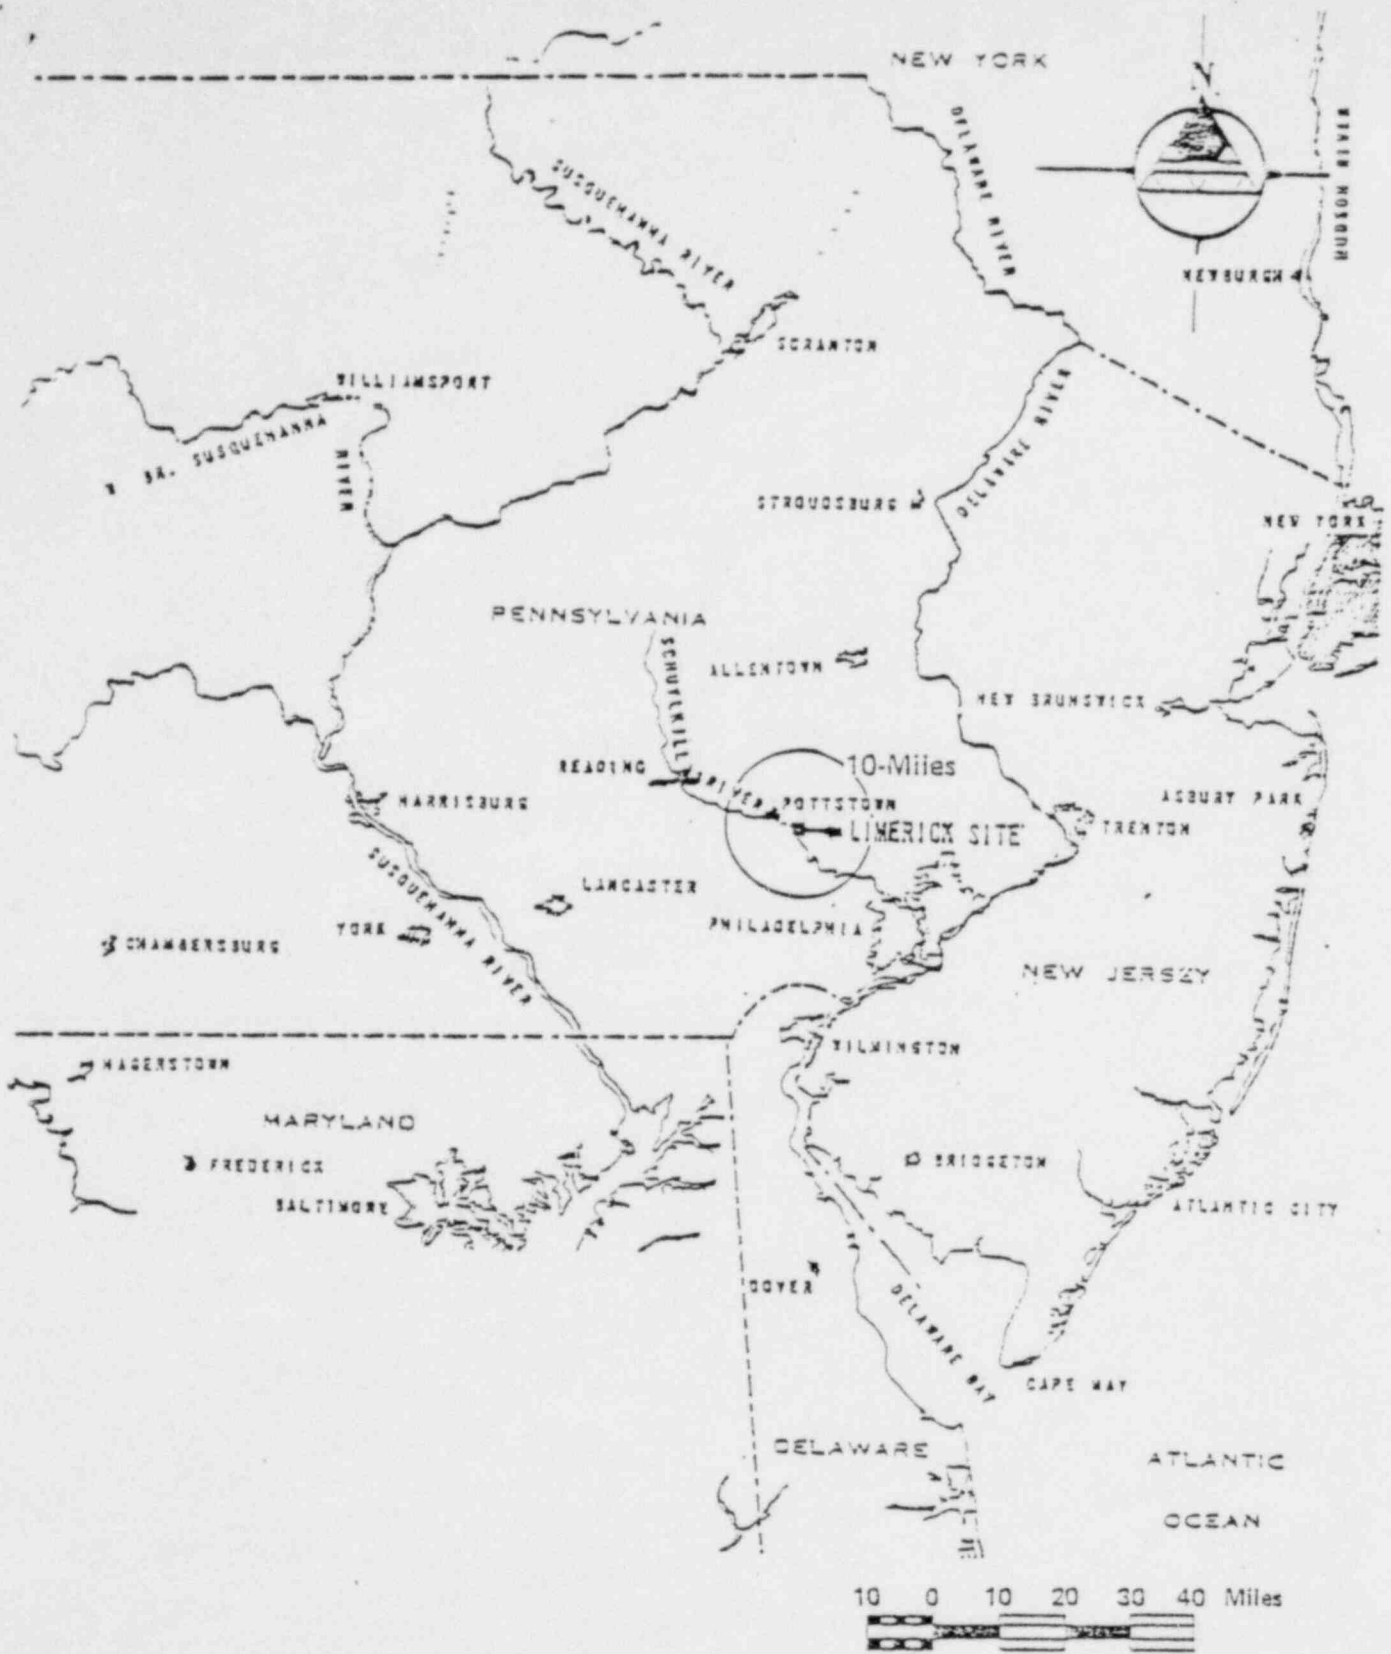 NEW YORK
N
DELAWARE RIVER
HUDSON RIVER
SUSQUEHANNA RIVER
NEWBURGH
SCRANTON
WILLIAMSPORT
W BR. SUSQUEHANNA RIVER
DELAWARE RIVER
STROUDSBURG
NEW YORK
PENNSYLVANIA
SCHUYLKILL RIVER
ALLENTOWN
NEW BRUNSWICK
READING
10-Miles
HARRISBURG
POTTSTOWN
ASBURY PARK
LIMERICK SITE
TRENTON
SUSQUEHANNA RIVER
LANCASTER
YORK
PHILADELPHIA
CHAMBERSBURG
NEW JERSEY
WILMINGTON
HAGERSTOWN
MARYLAND
FREDERICK
BRIDGETON
BALTIMORE
ATLANTIC CITY
DOVER
DELAWARE BAY
CAPE MAY
DELAWARE
ATLANTIC
OCEAN
10 0 10 20 30 40 Miles